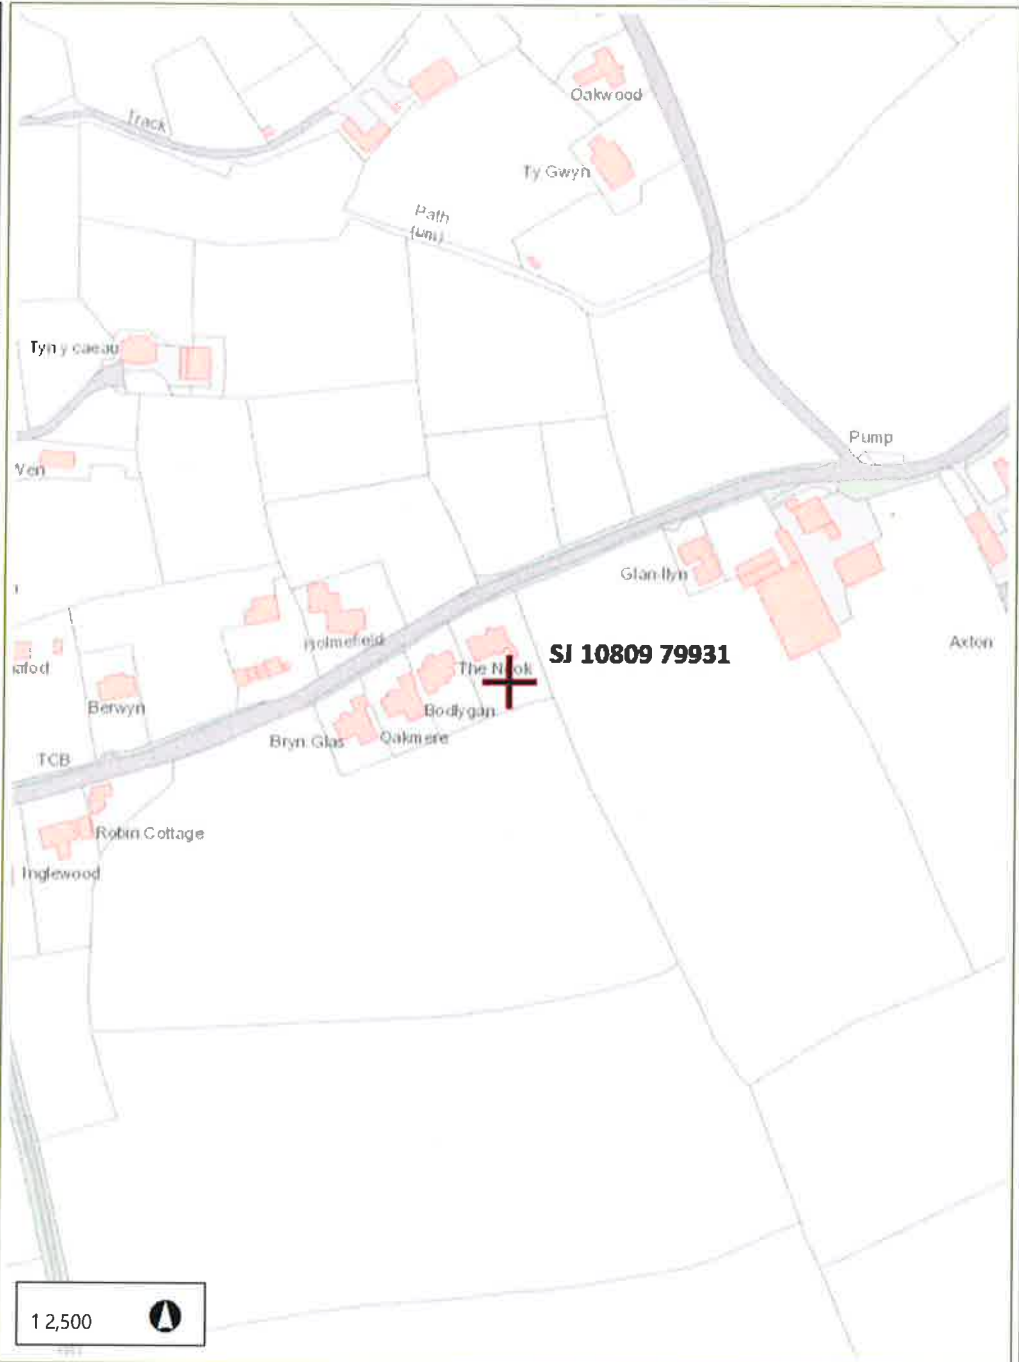 Oakwood
Track
Ty Gwyn
Path
(um)
Tyn y caeau
Pump
Ven
Glan-llyn
Holmefield
SJ 10809 79931
Axton
The Nook
afod
Berwyn
Bodlygan
Bryn Glas
Oakmere
TCB
Robin Cottage
Inglewood
1 2,500